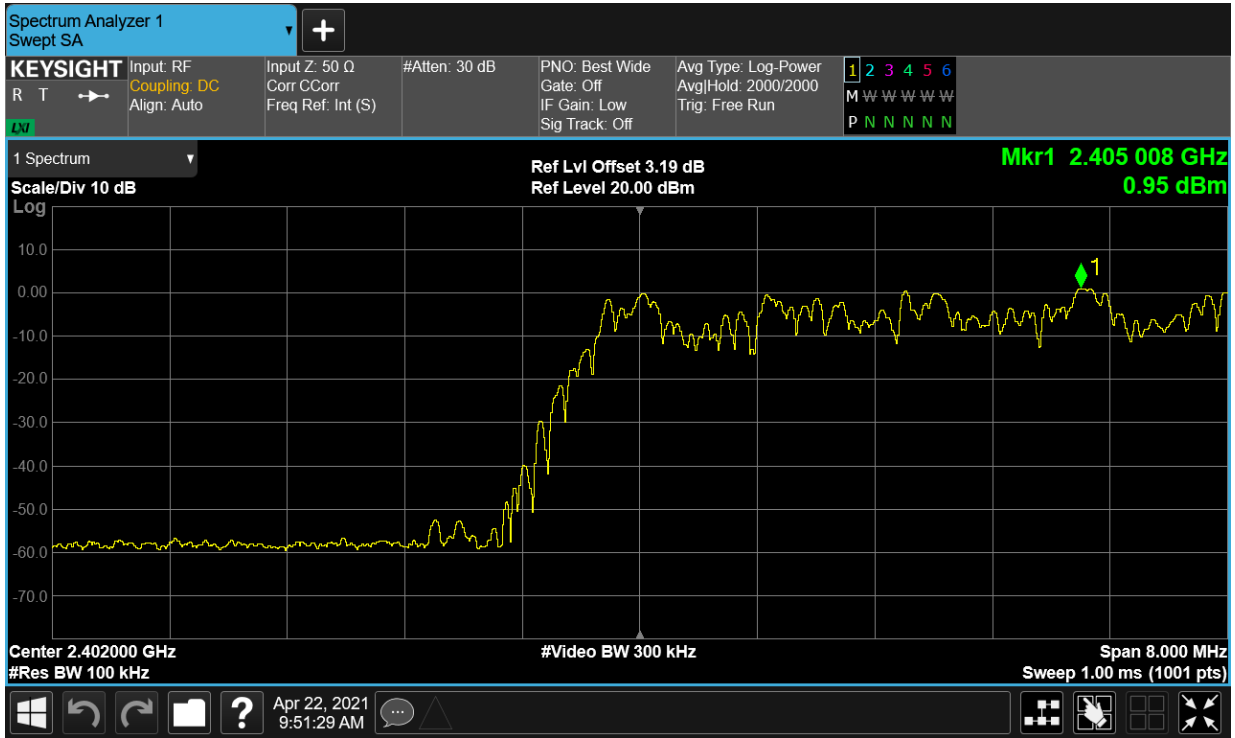 Spectrum Analyzer 1
Swept SA
KEYSIGHT
R T
LXI
Input: RF
Coupling: DC
Align: Auto
Input Z: 50 Ω
Corr CCorr
Freq Ref: Int (S)
#Atten: 30 dB
PNO: Best Wide
Gate: Off
IF Gain: Low
Sig Track: Off
Avg Type: Log-Power
Avg|Hold: 2000/2000
Trig: Free Run
1 2 3 4 5 6
M W W W W W
P N N N N N
1 Spectrum
Scale/Div 10 dB
Log
Ref Lvl Offset 3.19 dB
Ref Level 20.00 dBm
Mkr1 2.405 008 GHz
0.95 dBm
10.0
0.00
-10.0
-20.0
-30.0
-40.0
-50.0
-60.0
-70.0
1
Center 2.402000 GHz
#Res BW 100 kHz
#Video BW 300 kHz
Span 8.000 MHz
Sweep 1.00 ms (1001 pts)
?
Apr 22, 2021
9:51:29 AM